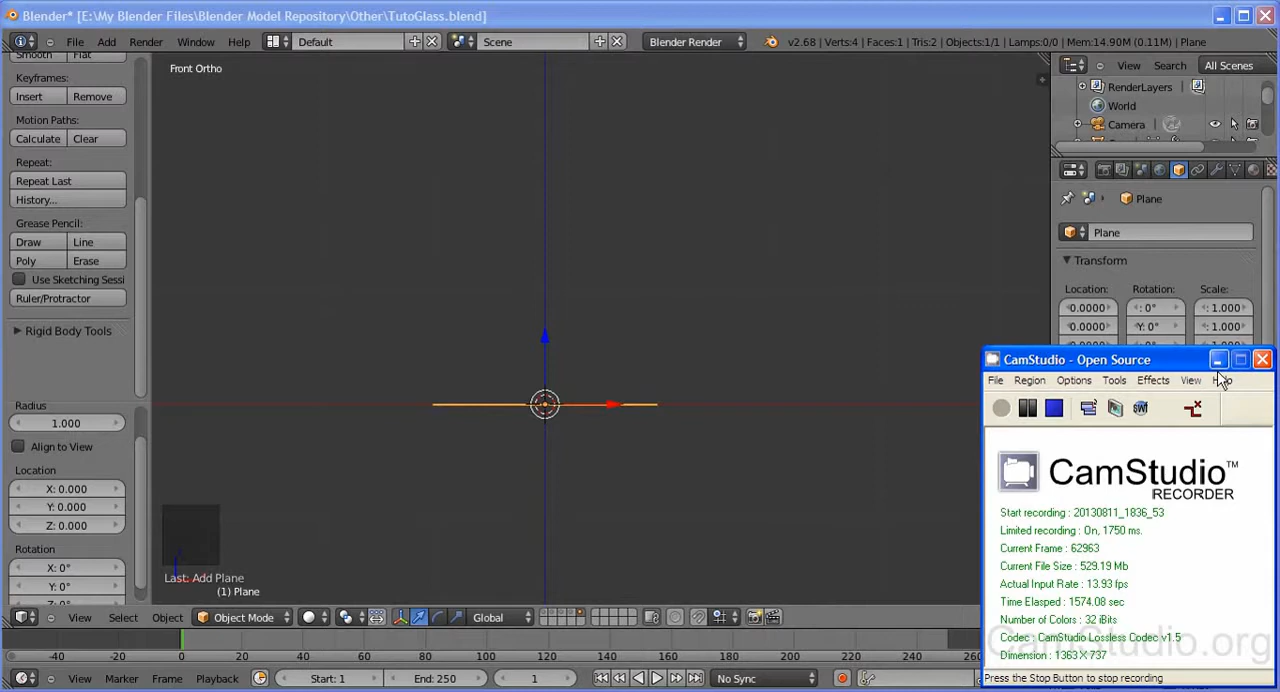 Blender* [E:\My Blender Files\Blender Model Repository\Other\TutoGlass.blend]
File Add Render Window Help Default Scene Blender Render v2.68 | Verts:4 | Faces:1 | Tris:2 | Objects:1/1 | Lamps:0/0 | Mem:14.90M (0.11M) | Plane
Smooth Flat
Keyframes:
Insert Remove
Motion Paths:
Calculate Clear
Repeat:
Repeat Last
History...
Grease Pencil:
Draw Line
Poly Erase
Use Sketching Sessi
Ruler/Protractor
Rigid Body Tools
Radius
1.000
Align to View
Location
X: 0.000
Y: 0.000
Z: 0.000
Rotation
X: 0°
Y: 0°
Front Ortho
Last: Add Plane
(1) Plane
View Search All Scenes
RenderLayers
World
Camera
Plane
Plane
Transform
Location: Rotation: Scale:
0.0000 : 0° : 1.000
0.0000 Y: 0° : 1.000
CamStudio - Open Source
File Region Options Tools Effects View
SWF
CamStudio™
RECORDER
Start recording : 20130811_1836_53
Limited recording : On, 1750 ms.
Current Frame : 62963
Current File Size : 529.19 Mb
Actual Input Rate : 13.93 fps
Time Elasped : 1574.08 sec
Number of Colors : 32 iBits
Codec : CamStudio Lossless Codec v1.5
Dimension : 1363 X 737
CamStudio.org
Press the Stop Button to stop recording
View Select Object Object Mode Global
-40 -20 0 20 40 60 80 100 120 140 160 180 200 220 240 260
View Marker Frame Playback Start: 1 End: 250 1 No Sync